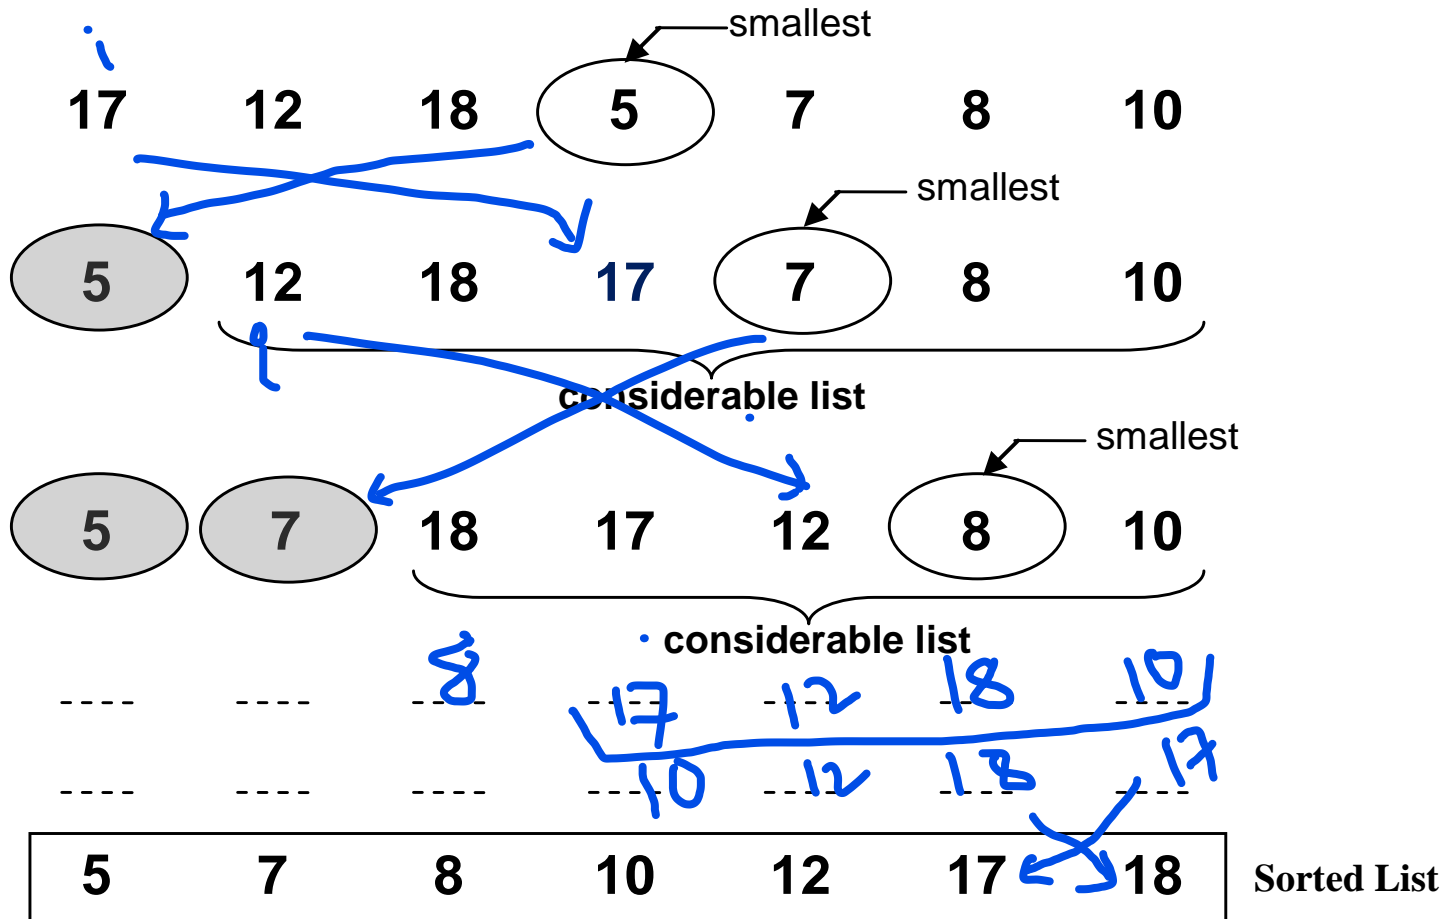 smallest
17 12 18 5 7 8 10
smallest
5 12 18 17 7 8 10
considerable list
smallest
5 7 18 17 12 8 10
considerable list
---- ---- 8 17 12 18 10
---- ---- ---- 10 12 18 17
5 7 8 10 12 17 18 Sorted List